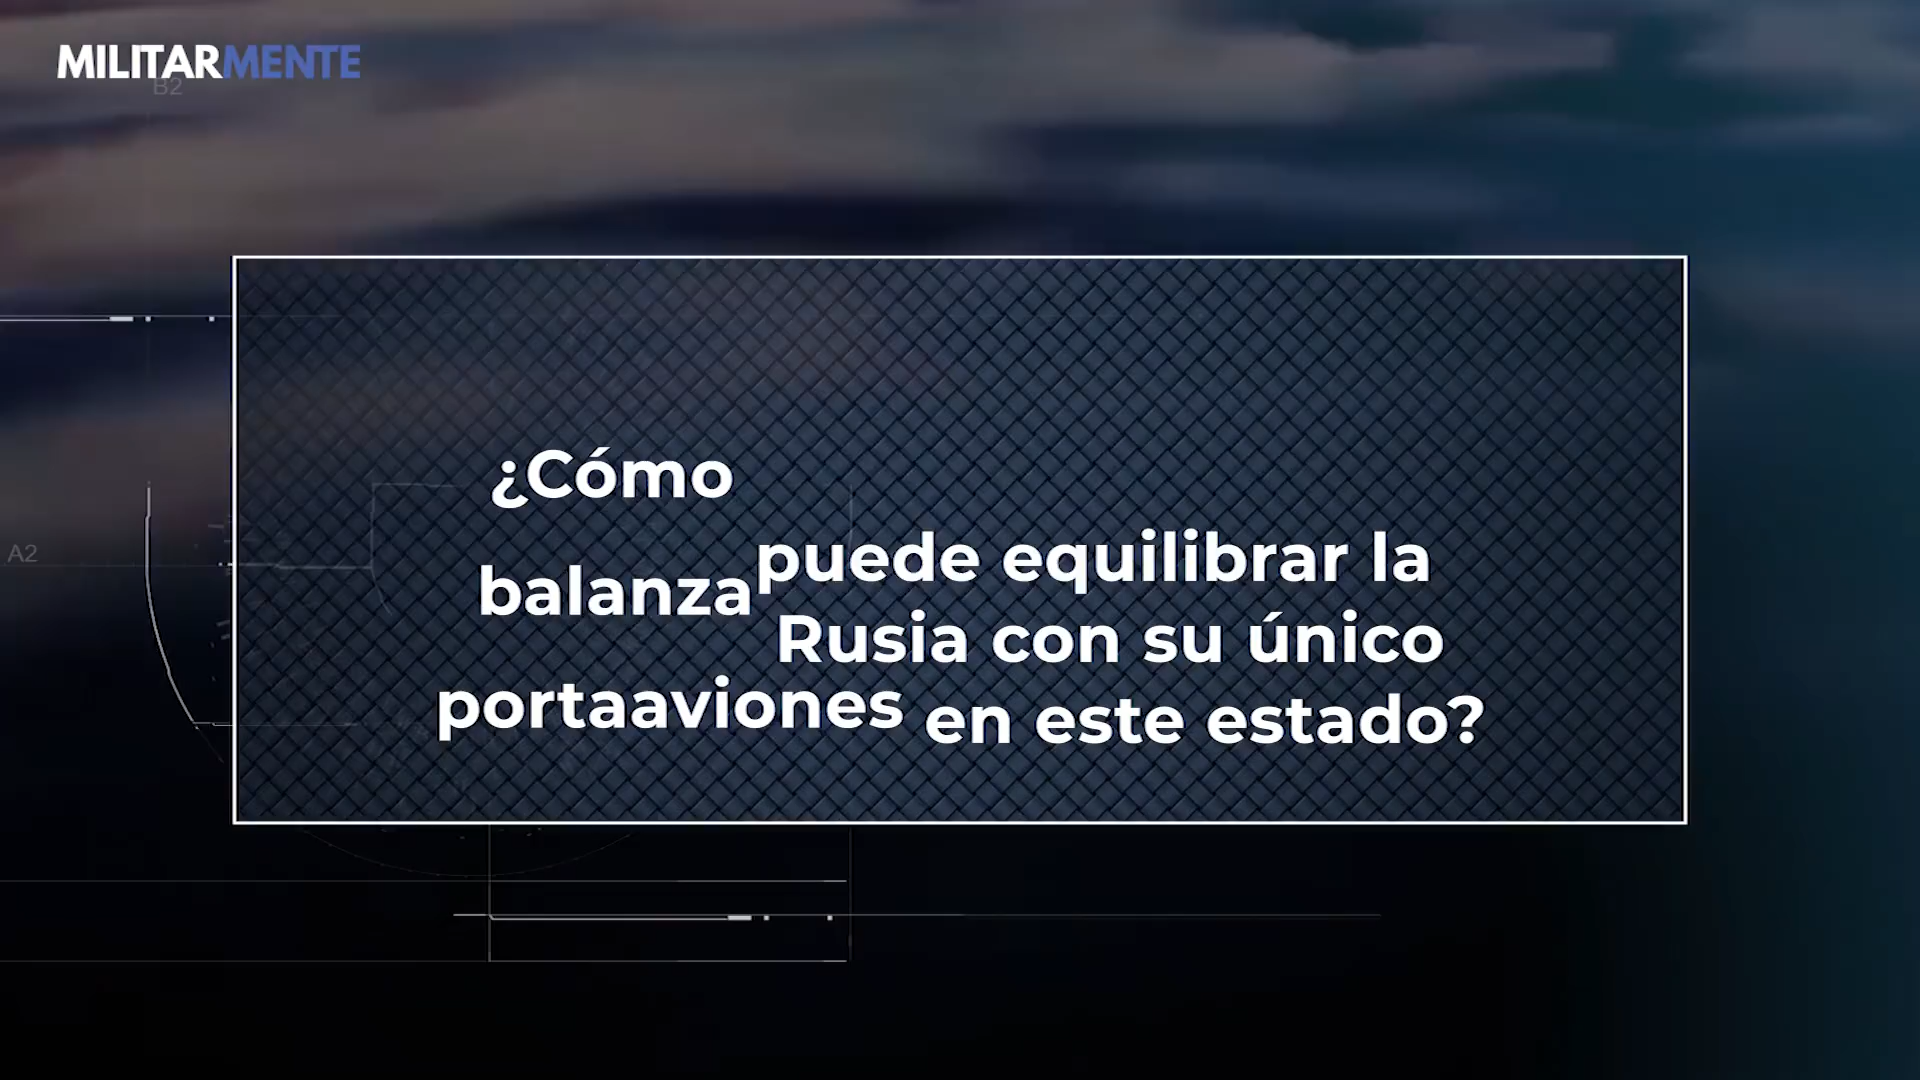 MILITARMENTE
B2
A2
¿Cómo puede equilibrar la
balanza Rusia con su único
portaaviones en este estado?